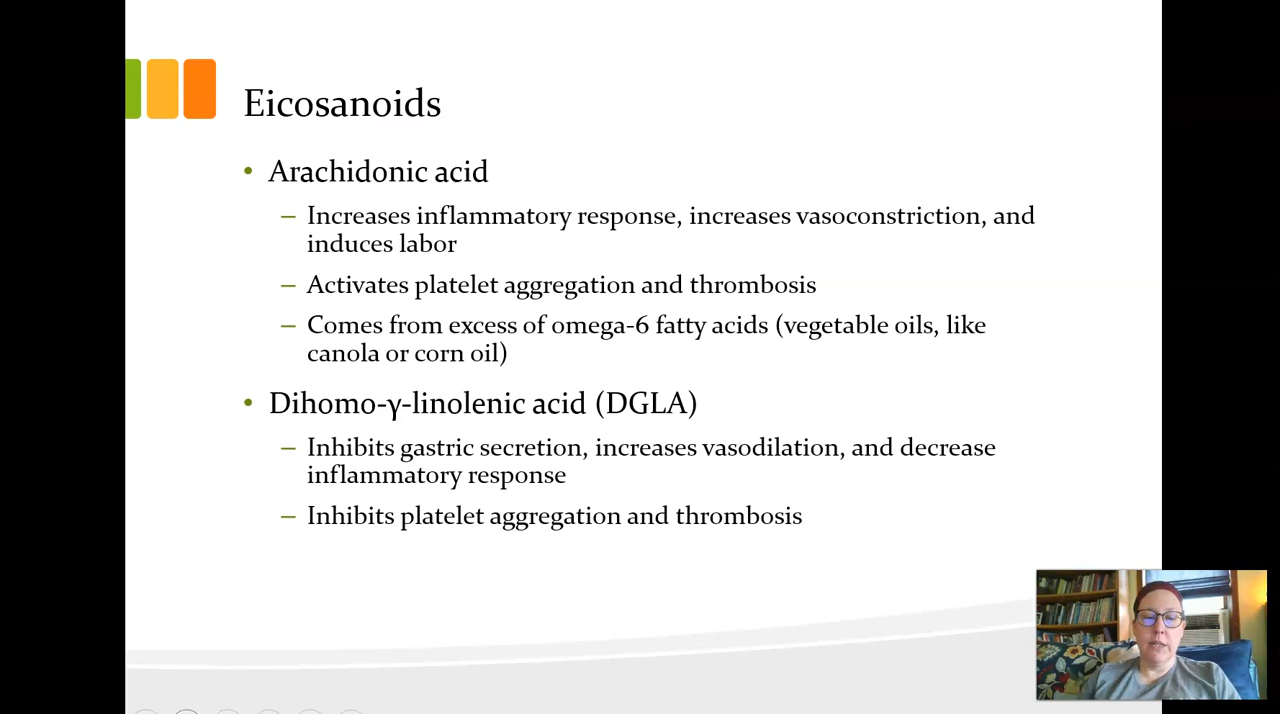 Eicosanoids
• Arachidonic acid
– Increases inflammatory response, increases vasoconstriction, and
induces labor
– Activates platelet aggregation and thrombosis
– Comes from excess of omega-6 fatty acids (vegetable oils, like
canola or corn oil)
• Dihomo-γ-linolenic acid (DGLA)
– Inhibits gastric secretion, increases vasodilation, and decrease
inflammatory response
– Inhibits platelet aggregation and thrombosis